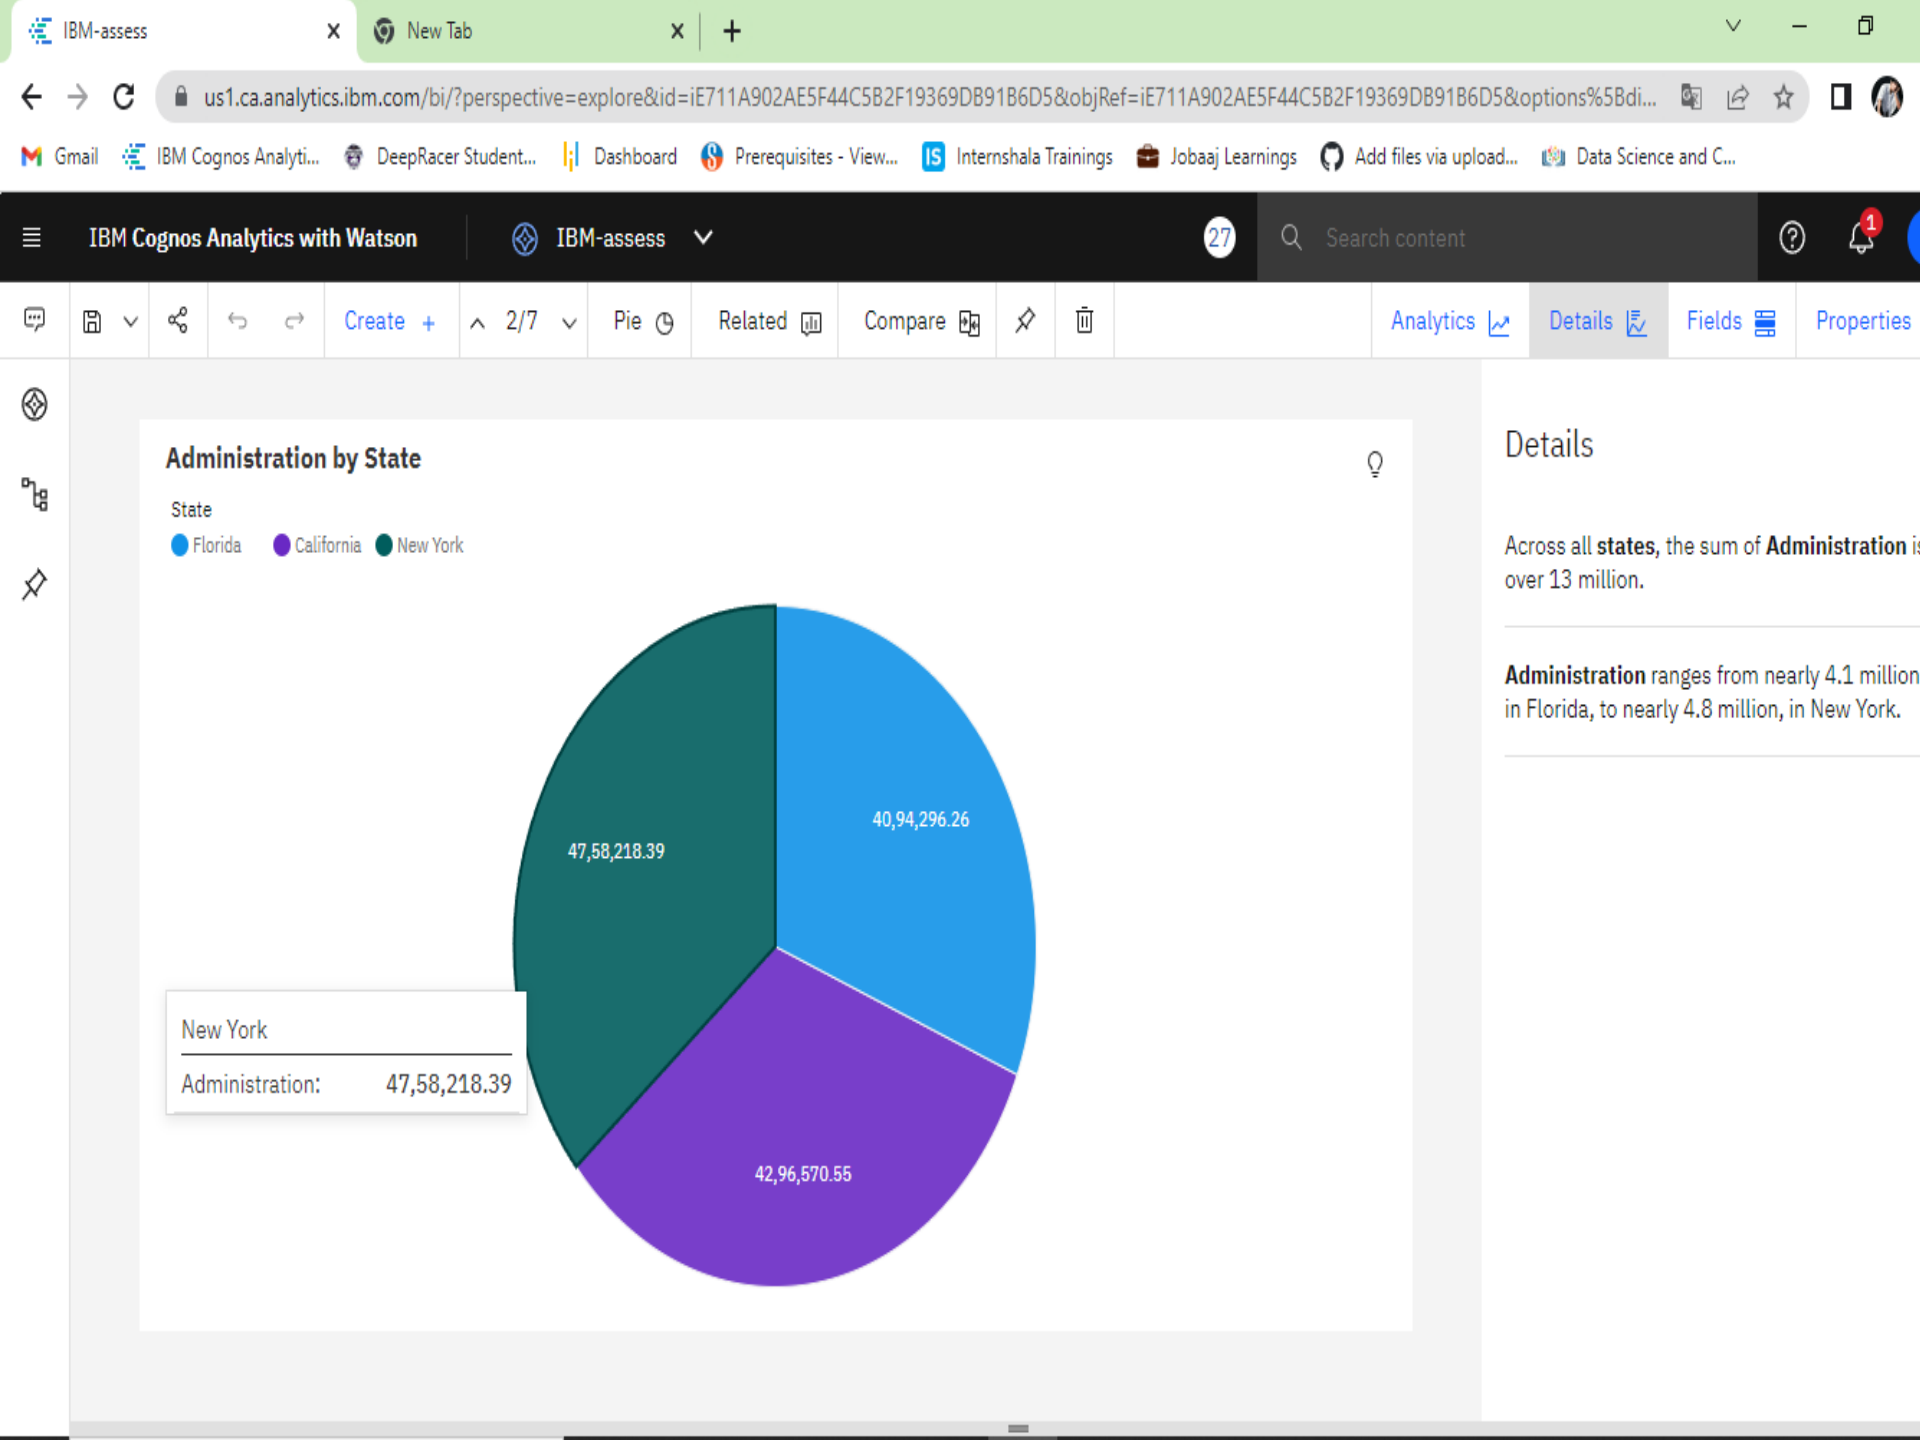 IBM-assess
New Tab
us1.ca.analytics.ibm.com/bi/?perspective=explore&id=iE711A902AE5F44C5B2F19369DB91B6D5&objRef=iE711A902AE5F44C5B2F19369DB91B6D5&options%5Bdi...
Gmail IBM Cognos Analyti... DeepRacer Student... Dashboard Prerequisites - View... IS Internshala Trainings Jobaaj Learnings Add files via upload... Data Science and C...
IBM Cognos Analytics with Watson IBM-assess 27 Search content 1
Create + 2/7 Pie Related Compare Analytics Details Fields Properties
Administration by State
State
Florida California New York
40,94,296.26
47,58,218.39
42,96,570.55
New York
Administration: 47,58,218.39
Details
Across all states, the sum of Administration is
over 13 million.
Administration ranges from nearly 4.1 million
in Florida, to nearly 4.8 million, in New York.